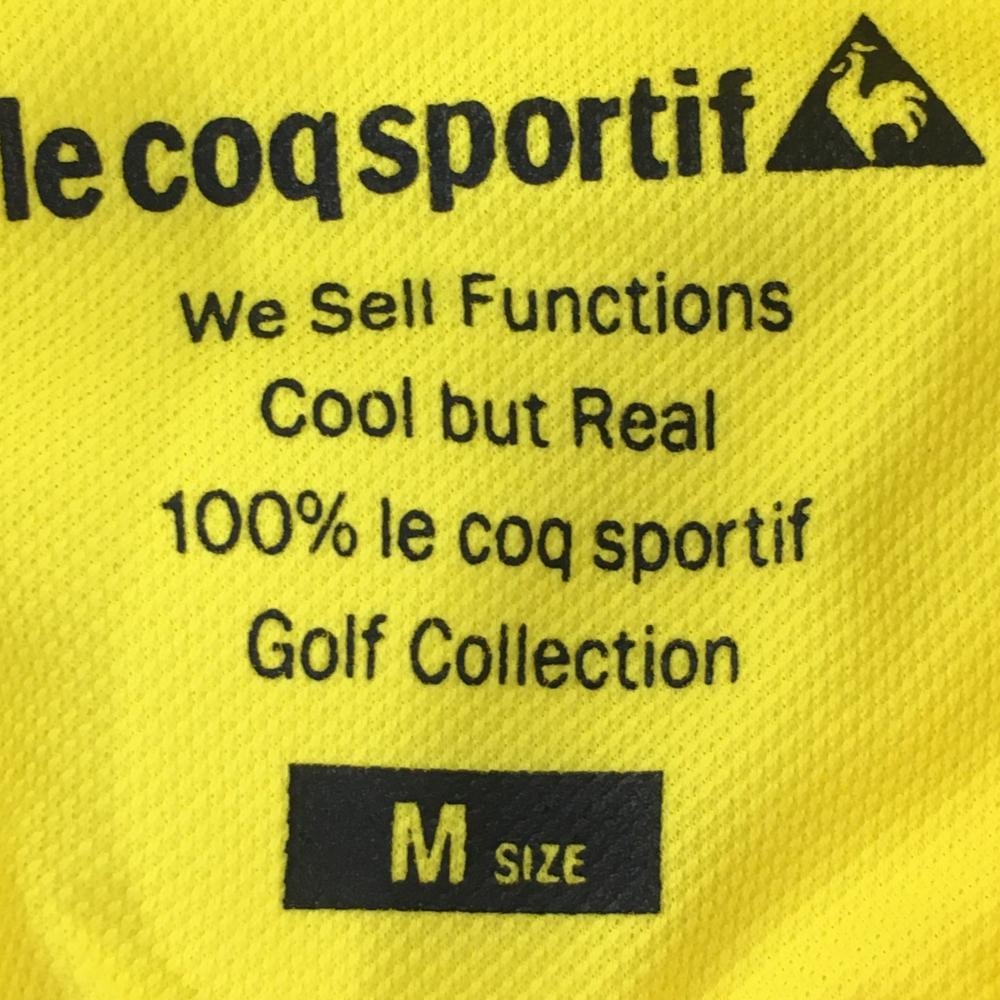 le coq sportif
We Sell Functions
Cool but Real
100% le coq sportif
Golf Collection
M SIZE